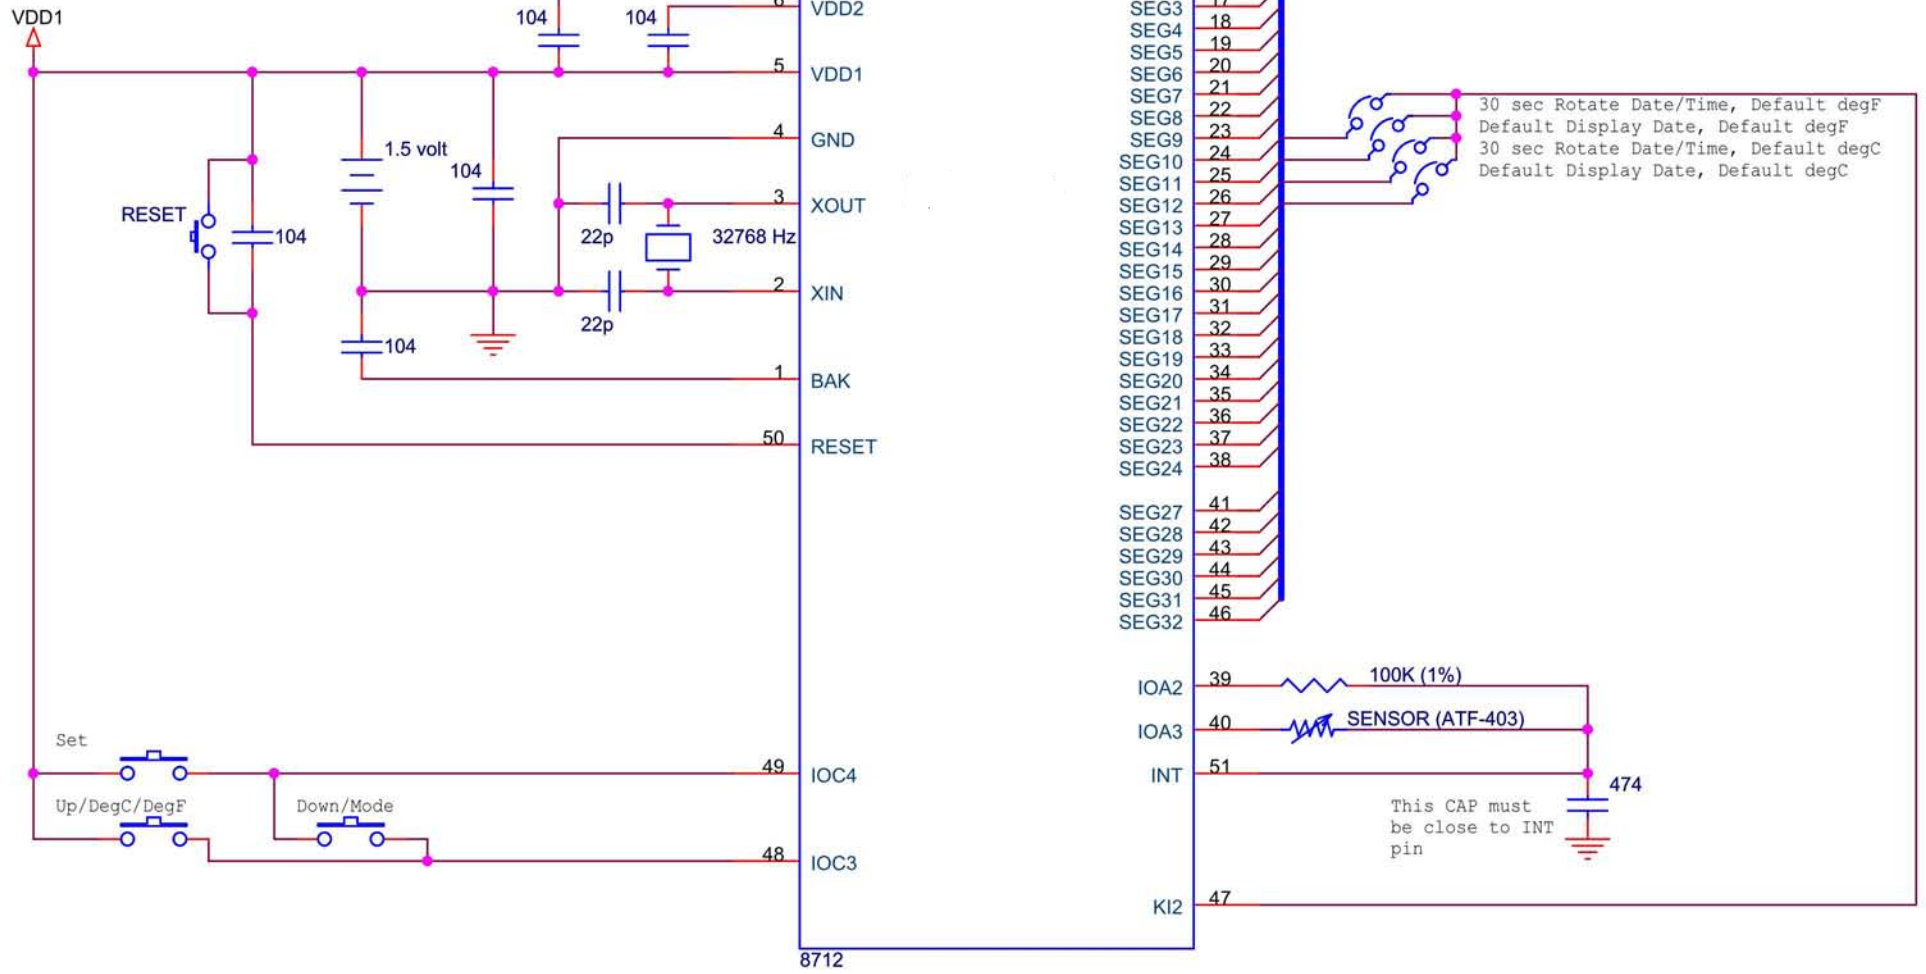 VDD1
104
104
6
VDD2
5
VDD1
4
GND
1.5 volt
104
3
XOUT
RESET
104
22p
32768 Hz
2
XIN
22p
104
1
BAK
50
RESET
Set
49
IOC4
Up/DegC/DegF
Down/Mode
48
IOC3
8712
SEG3
17
SEG4
18
SEG5
19
SEG6
20
SEG7
21
SEG8
22
SEG9
23
SEG10
24
SEG11
25
SEG12
26
SEG13
27
SEG14
28
SEG15
29
SEG16
30
SEG17
31
SEG18
32
SEG19
33
SEG20
34
SEG21
35
SEG22
36
SEG23
37
SEG24
38
SEG27
41
SEG28
42
SEG29
43
SEG30
44
SEG31
45
SEG32
46
30 sec Rotate Date/Time, Default degF
Default Display Date, Default degF
30 sec Rotate Date/Time, Default degC
Default Display Date, Default degC
IOA2
39
100K (1%)
IOA3
40
SENSOR (ATF-403)
INT
51
474
This CAP must
be close to INT
pin
KI2
47